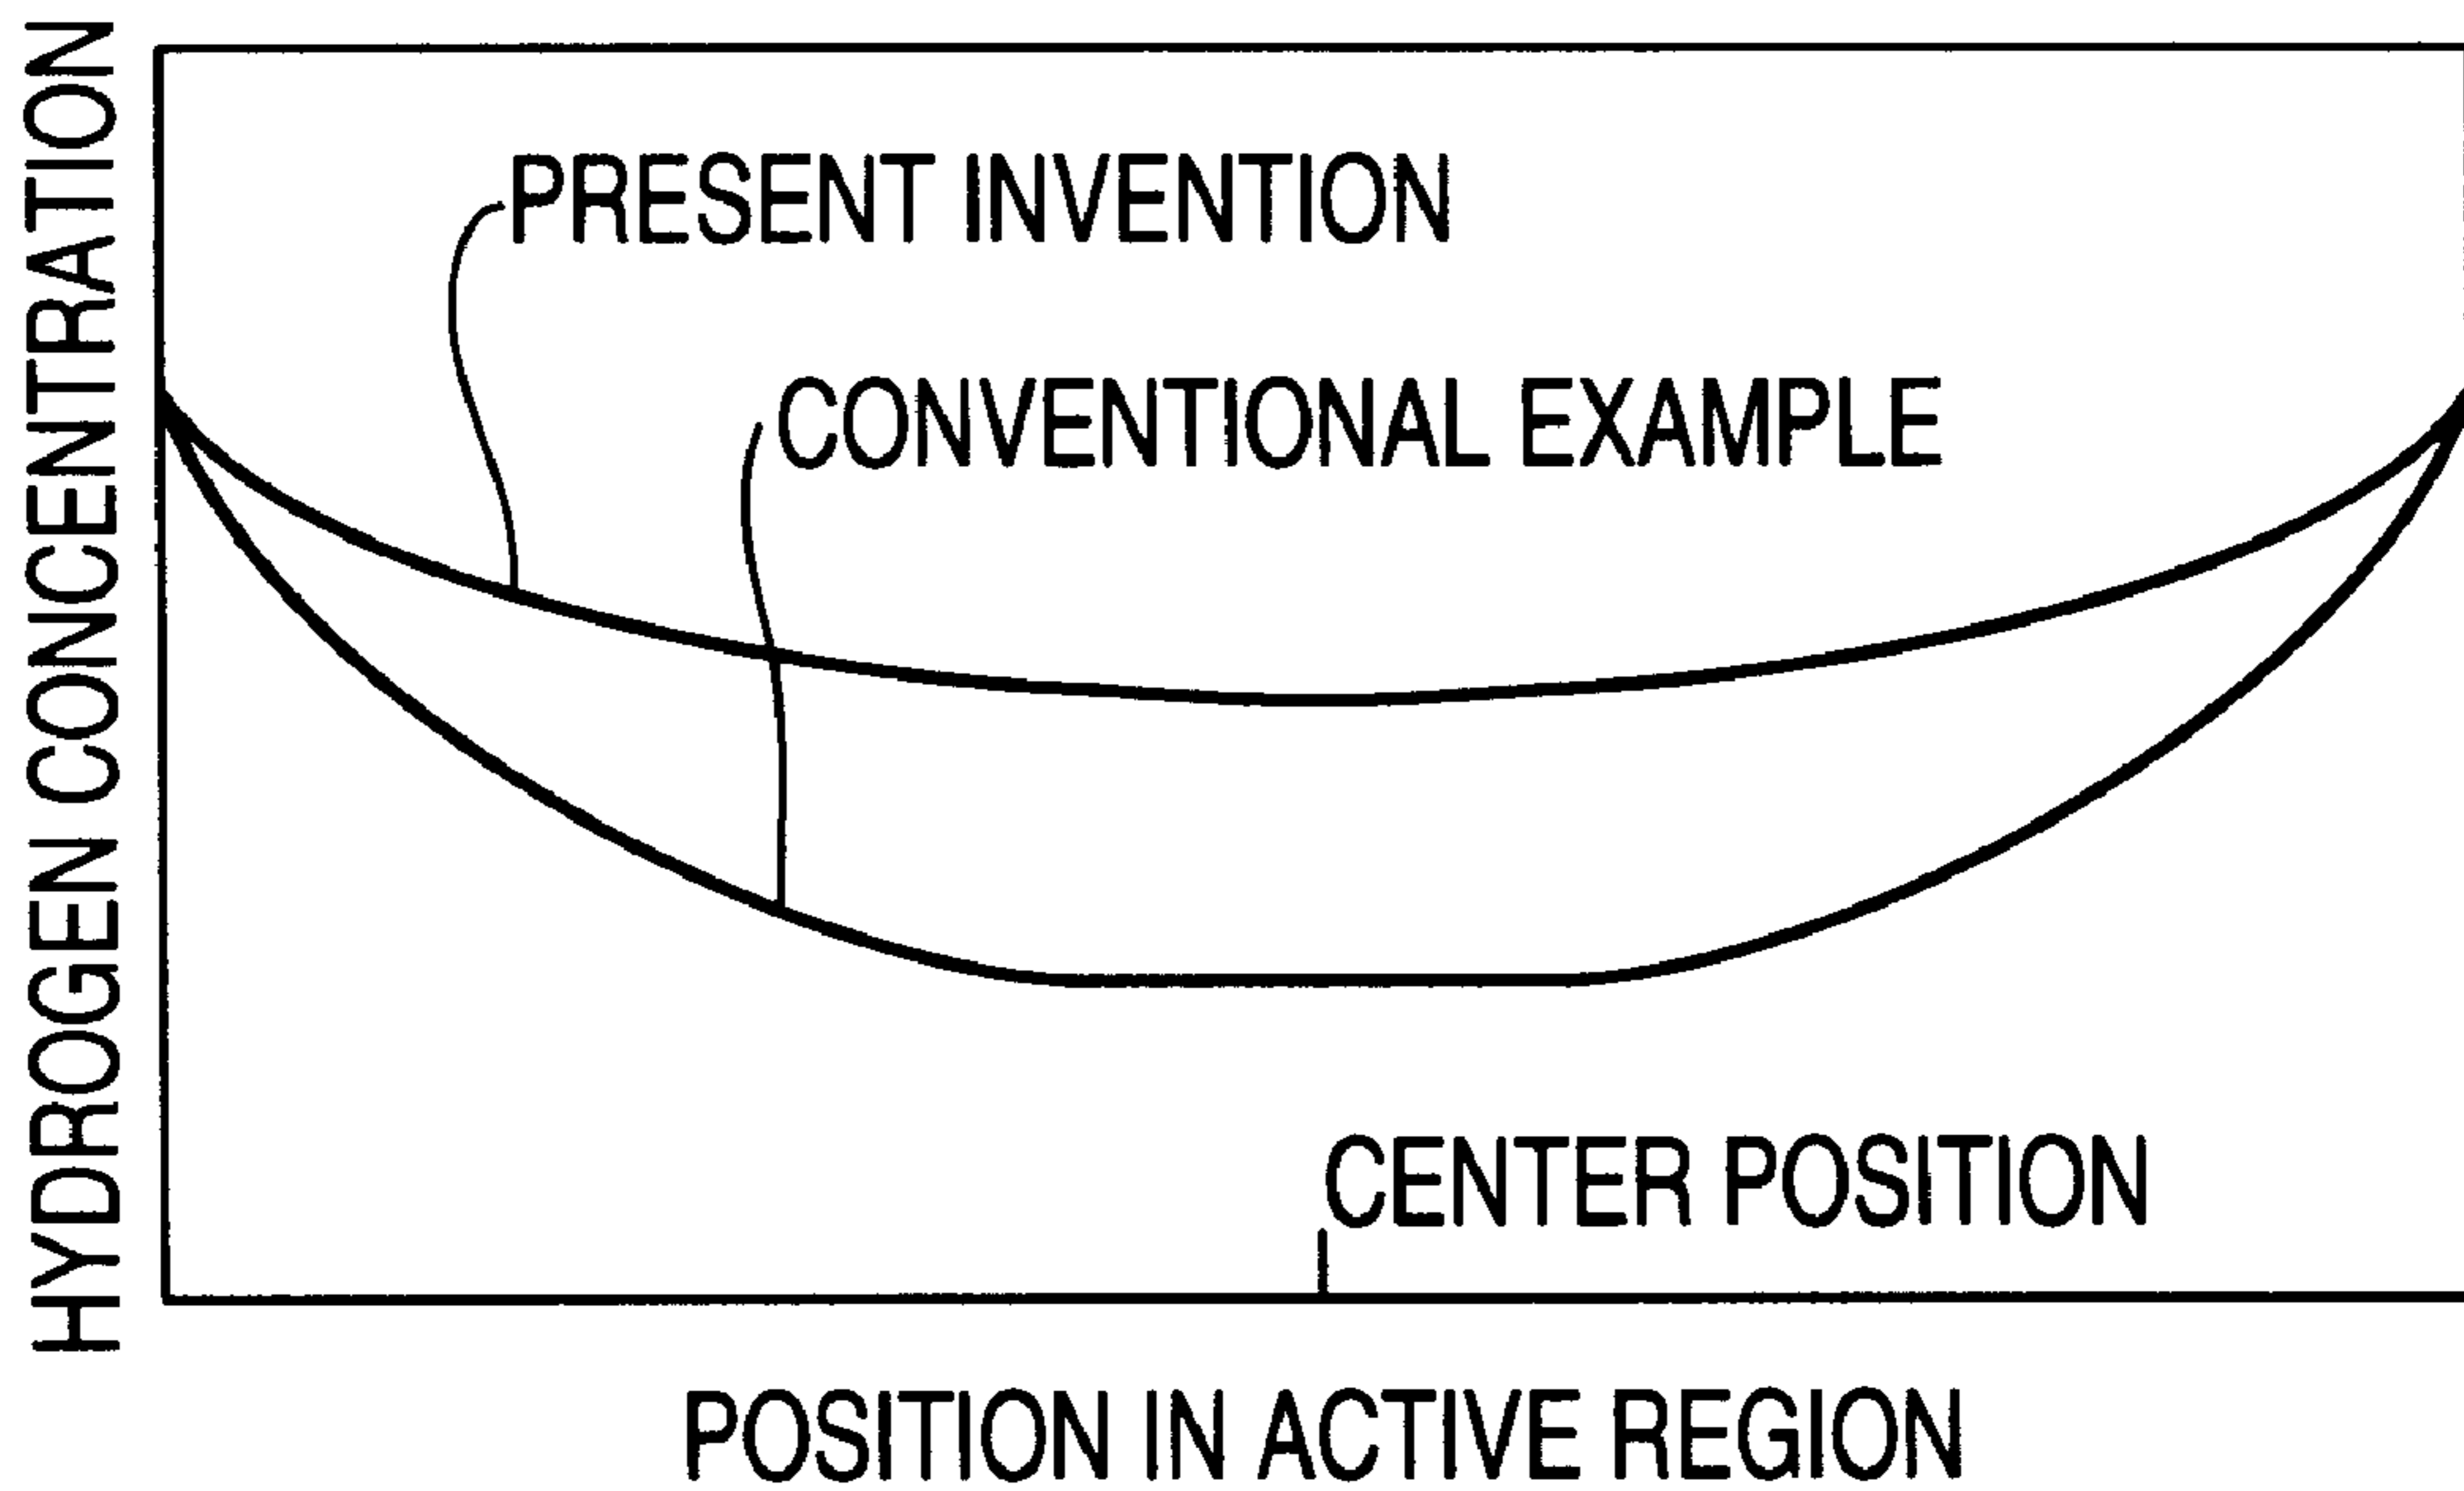 HYDROGEN CONCENTRATION
PRESENT INVENTION
CONVENTIONAL EXAMPLE
CENTER POSITION
POSITION IN ACTIVE REGION